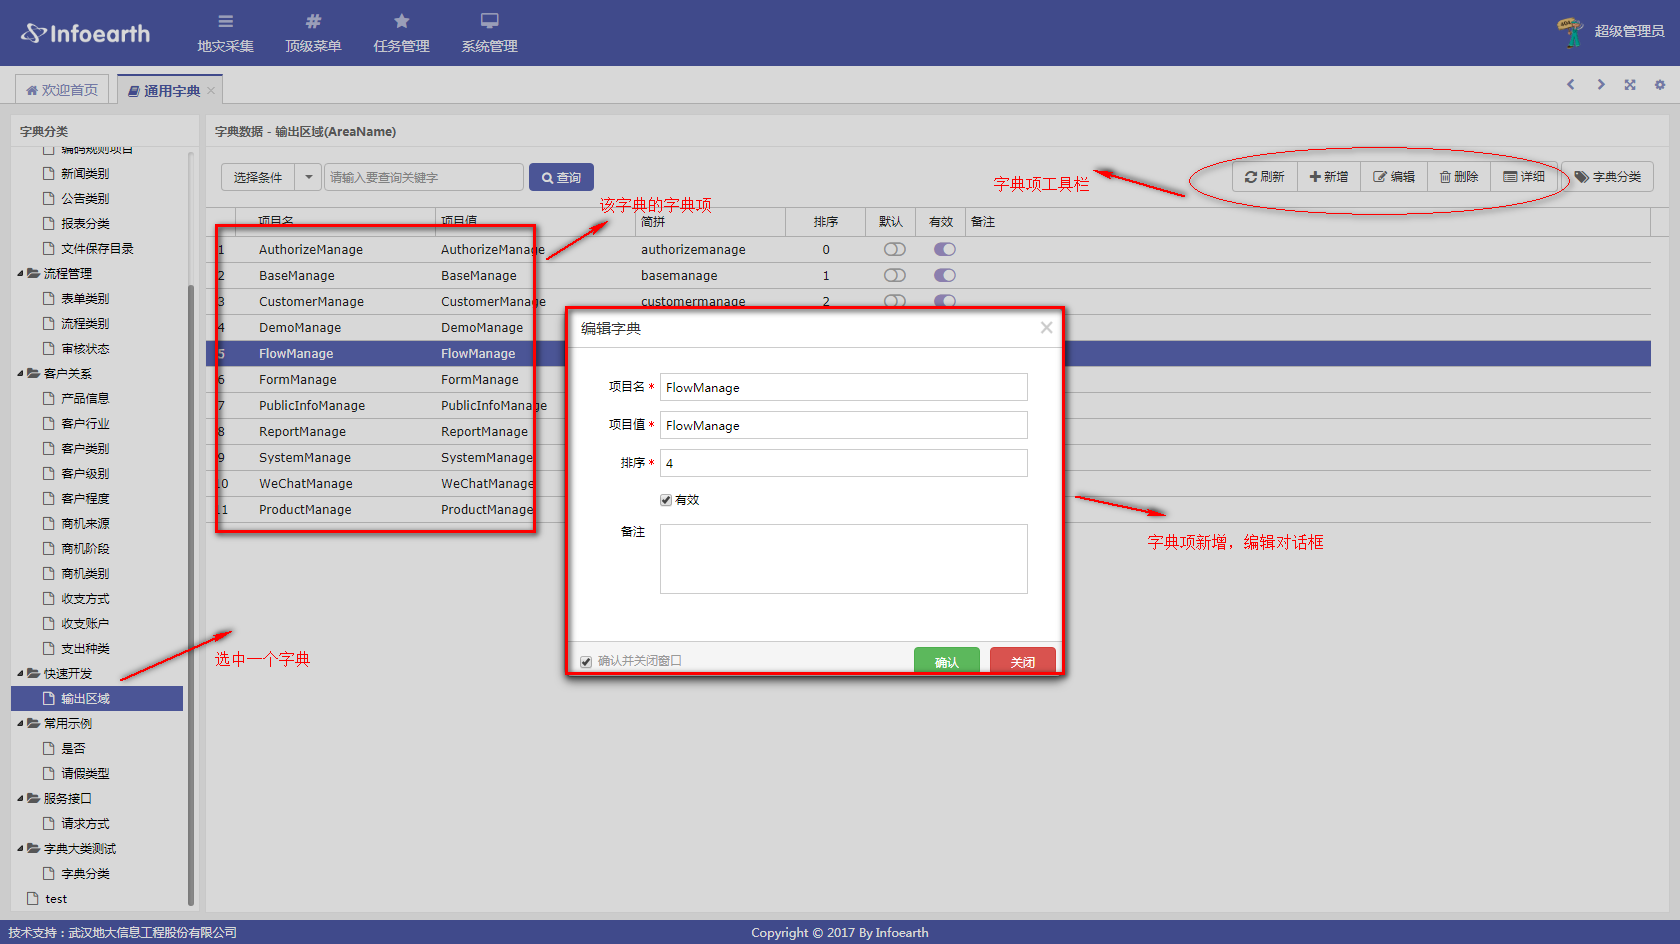 Infoearth
地灾采集
顶级菜单
任务管理
系统管理
超级管理员
欢迎首页
通用字典
字典分类
编码规则项目
新闻类别
公告类别
报表分类
文件保存目录
流程管理
表单类别
流程类别
审核状态
客户关系
产品信息
客户行业
客户类别
客户级别
客户程度
商机来源
商机阶段
商机类别
收支方式
收支账户
支出种类
快速开发
输出区域
常用示例
是否
请假类型
服务接口
请求方式
字典大类测试
字典分类
test
选中一个字典
字典数据 - 输出区域(AreaName)
选择条件 请输入要查询关键字 查询
字典项工具栏
刷新 新增 编辑 删除 详细 字典分类
该字典的字典项
项目名 项目值 简拼 排序 默认 有效 备注
1 AuthorizeManage AuthorizeManage authorizemanage 0
2 BaseManage BaseManage basemanage 1
3 CustomerManage CustomerManage customermanage 2
4 DemoManage DemoManage
5 FlowManage FlowManage
6 FormManage FormManage
7 PublicInfoManage PublicInfoManage
8 ReportManage ReportManage
9 SystemManage SystemManage
10 WeChatManage WeChatManage
11 ProductManage ProductManage
编辑字典
项目名 * FlowManage
项目值 * FlowManage
排序 * 4
有效
备注
确认并关闭窗口 确认 关闭
字典项新增，编辑对话框
技术支持：武汉地大信息工程股份有限公司
Copyright © 2017 By Infoearth